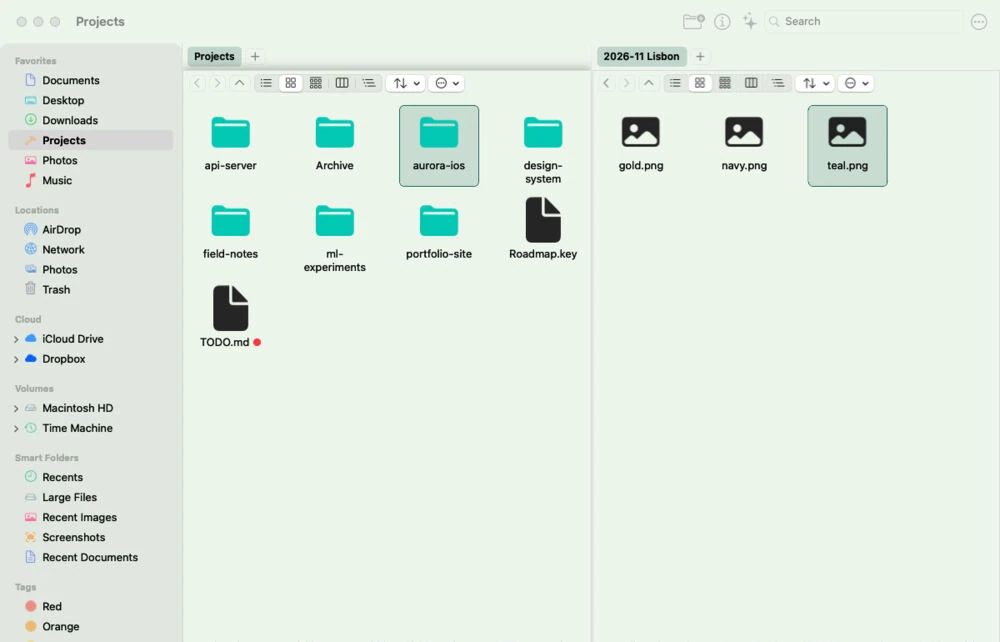 Projects
Search
Favorites
Documents
Desktop
Downloads
Projects
Photos
Music
Locations
AirDrop
Network
Photos
Trash
Cloud
iCloud Drive
Dropbox
Volumes
Macintosh HD
Time Machine
Smart Folders
Recents
Large Files
Recent Images
Screenshots
Recent Documents
Tags
Red
Orange
Projects
api-server
Archive
aurora-ios
design-
system
field-notes
ml-
experiments
portfolio-site
Roadmap.key
TODO.md
2026-11 Lisbon
gold.png
navy.png
teal.png